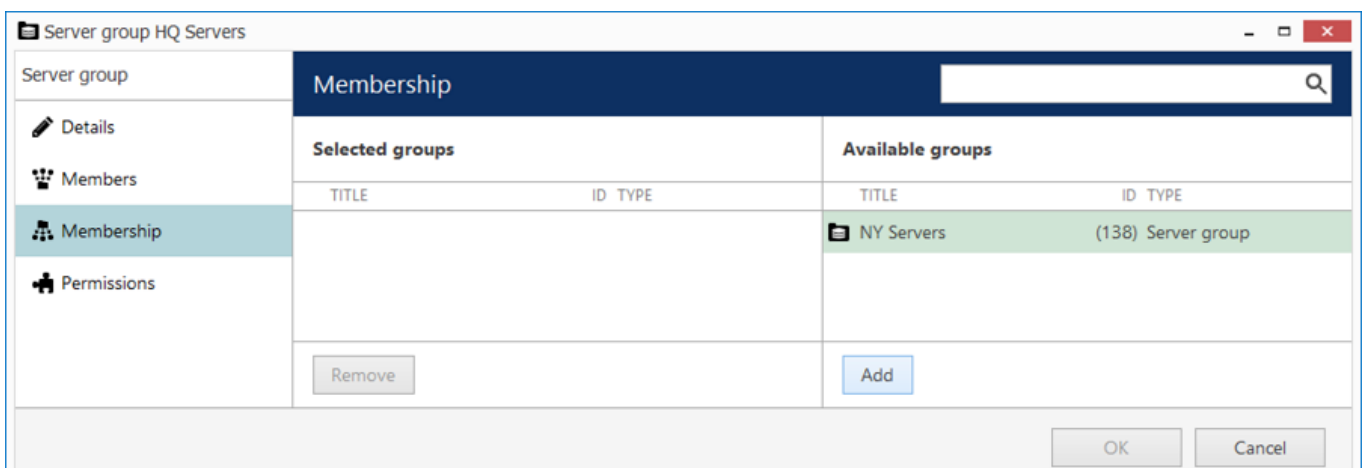 Server group HQ Servers
Server group
Membership
Details
Members
Membership
Permissions
Selected groups
TITLE ID TYPE
Remove
Available groups
TITLE ID TYPE
NY Servers (138) Server group
Add
OK Cancel